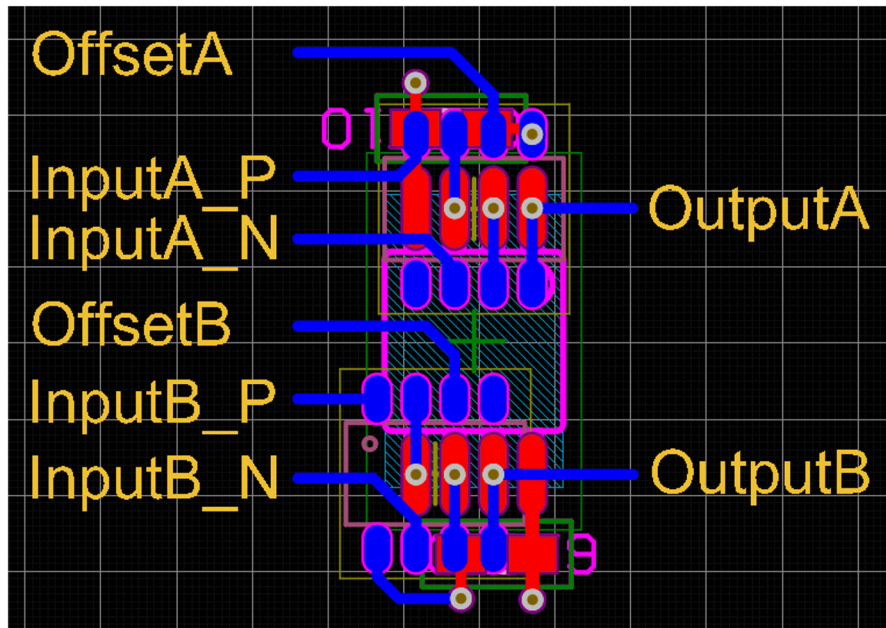 OffsetA
InputA_P
InputA_N
OutputA
OffsetB
InputB_P
InputB_N
OutputB